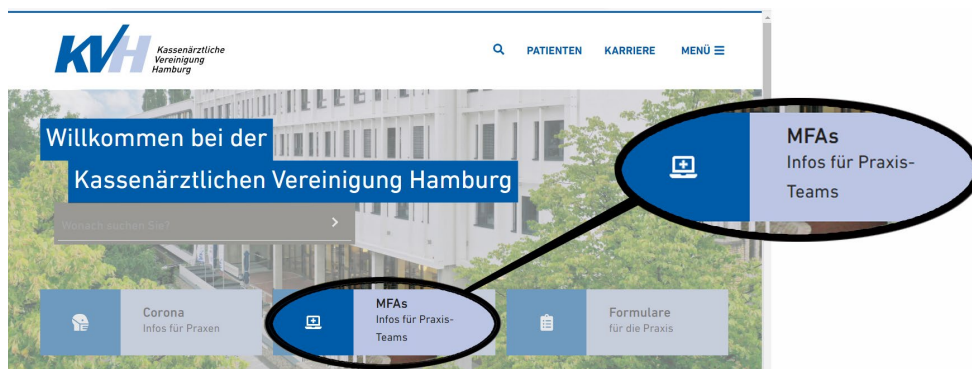 KVH
Kassenärztliche
Vereinigung
Hamburg
PATIENTEN KARRIERE MENÜ
Willkommen bei der
Kassenärztlichen Vereinigung Hamburg
Wonach suchen Sie?
MFAs
Infos für Praxis-
Teams
Corona
Infos für Praxen
MFAs
Infos für Praxis-
Teams
Formulare
für die Praxis